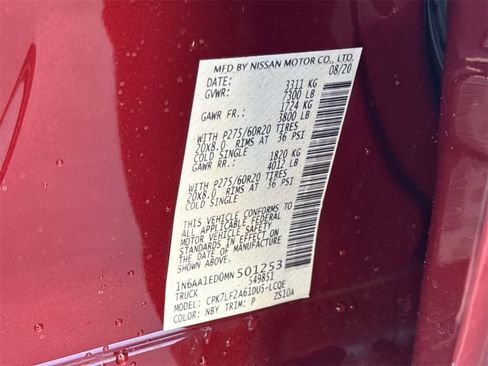 MFD BY NISSAN MOTOR CO., LTD.
DATE: 08/20
GVWR: 3311 KG
7300 LB
GAWR FR.: 1724 KG
3800 LB
WITH P275/60R20 TIRES
20X8.0 RIMS AT 36 PSI
COLD SINGLE
GAWR RR.: 1820 KG
4012 LB
WITH P275/60R20 TIRES
20X8.0 RIMS AT 36 PSI
COLD SINGLE
THIS VEHICLE CONFORMS TO
ALL APPLICABLE FEDERAL
MOTOR VEHICLE SAFETY
STANDARDS IN EFFECT ON
THE DATE OF MANUFACTURE
SHOWN ABOVE.
1N6AA1ED0MN501253
TRUCK 549851
MODEL: CPK7LF2A61DU5-LCQE
COLOR: NBY TRIM: P ZS10A